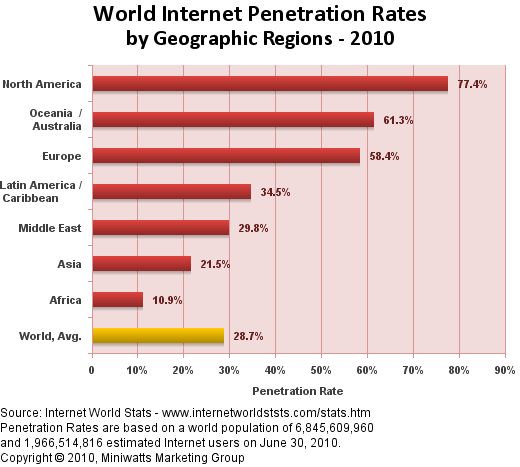 World Internet Penetration Rates
by Geographic Regions - 2010
North America
77.4%
Oceania /
Australia
61.3%
Europe
58.4%
Latin America /
Caribbean
34.5%
Middle East
29.8%
Asia
21.5%
Africa
10.9%
World, Avg.
28.7%
0 10% 20% 30% 40% 50% 60% 70% 80% 90%
Penetration Rate
Source: Internet World Stats - www.internetworldststs.com/stats.htm
Penetration Rates are based on a world population of 6,845,609,960
and 1,966,514,816 estimated Internet users on June 30, 2010.
Copyright © 2010, Miniwatts Marketing Group